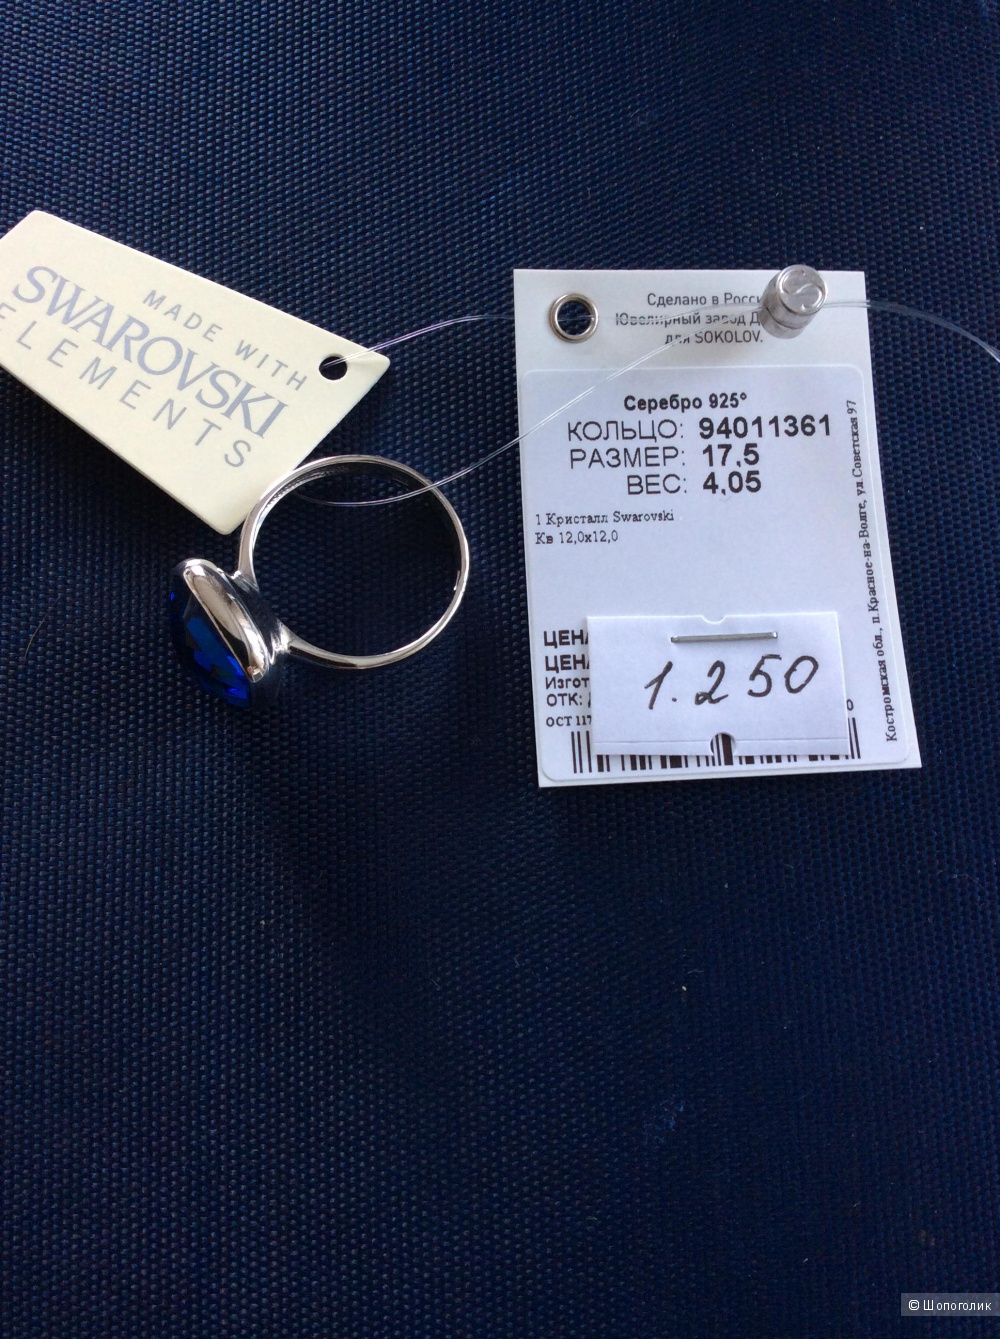 MADE WITH
SWAROVSKI
ELEMENTS
Сделано в Росси
Ювелирный завод Д
для SOKOLOV.
Серебро 925°
КОЛЬЦО: 94011361
РАЗМЕР: 17,5
ВЕС: 4,05
1 Кристалл Swarovski
Кв 12,0x12,0
ЦЕНА
ЦЕНА
Изгот
ОТК:
ОСТ 117
1.250
Костромская обл., п.Красное-на-Волге, ул.Советская 97
© Шопоголик